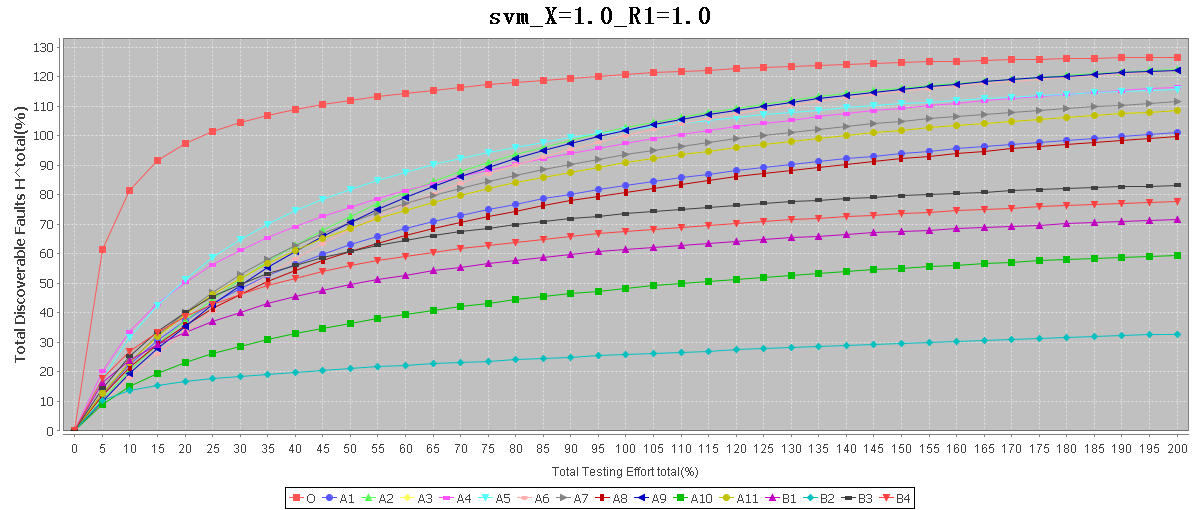 svm_X=1.0_R1=1.0
Total Discoverable Faults H^total(%)
130
120
110
100
90
80
70
60
50
40
30
20
10
0
0 5 10 15 20 25 30 35 40 45 50 55 60 65 70 75 80 85 90 95 100 105 110 115 120 125 130 135 140 145 150 155 160 165 170 175 180 185 190 195 200
Total Testing Effort total(%)
O A1 A2 A3 A4 A5 A6 A7 A8 A9 A10 A11 B1 B2 B3 B4